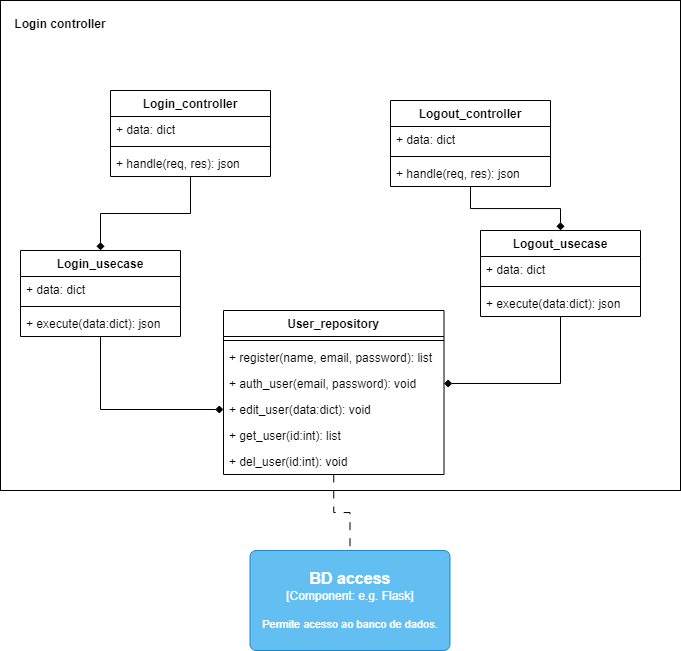 Login controller
Login_controller
+ data: dict
+ handle(req, res): json
Logout_controller
+ data: dict
+ handle(req, res): json
Login_usecase
+ data: dict
+ execute(data:dict): json
Logout_usecase
+ data: dict
+ execute(data:dict): json
User_repository
+ register(name, email, password): list
+ auth_user(email, password): void
+ edit_user(data:dict): void
+ get_user(id:int): list
+ del_user(id:int): void
BD access
[Component: e.g. Flask]
Permite acesso ao banco de dados.